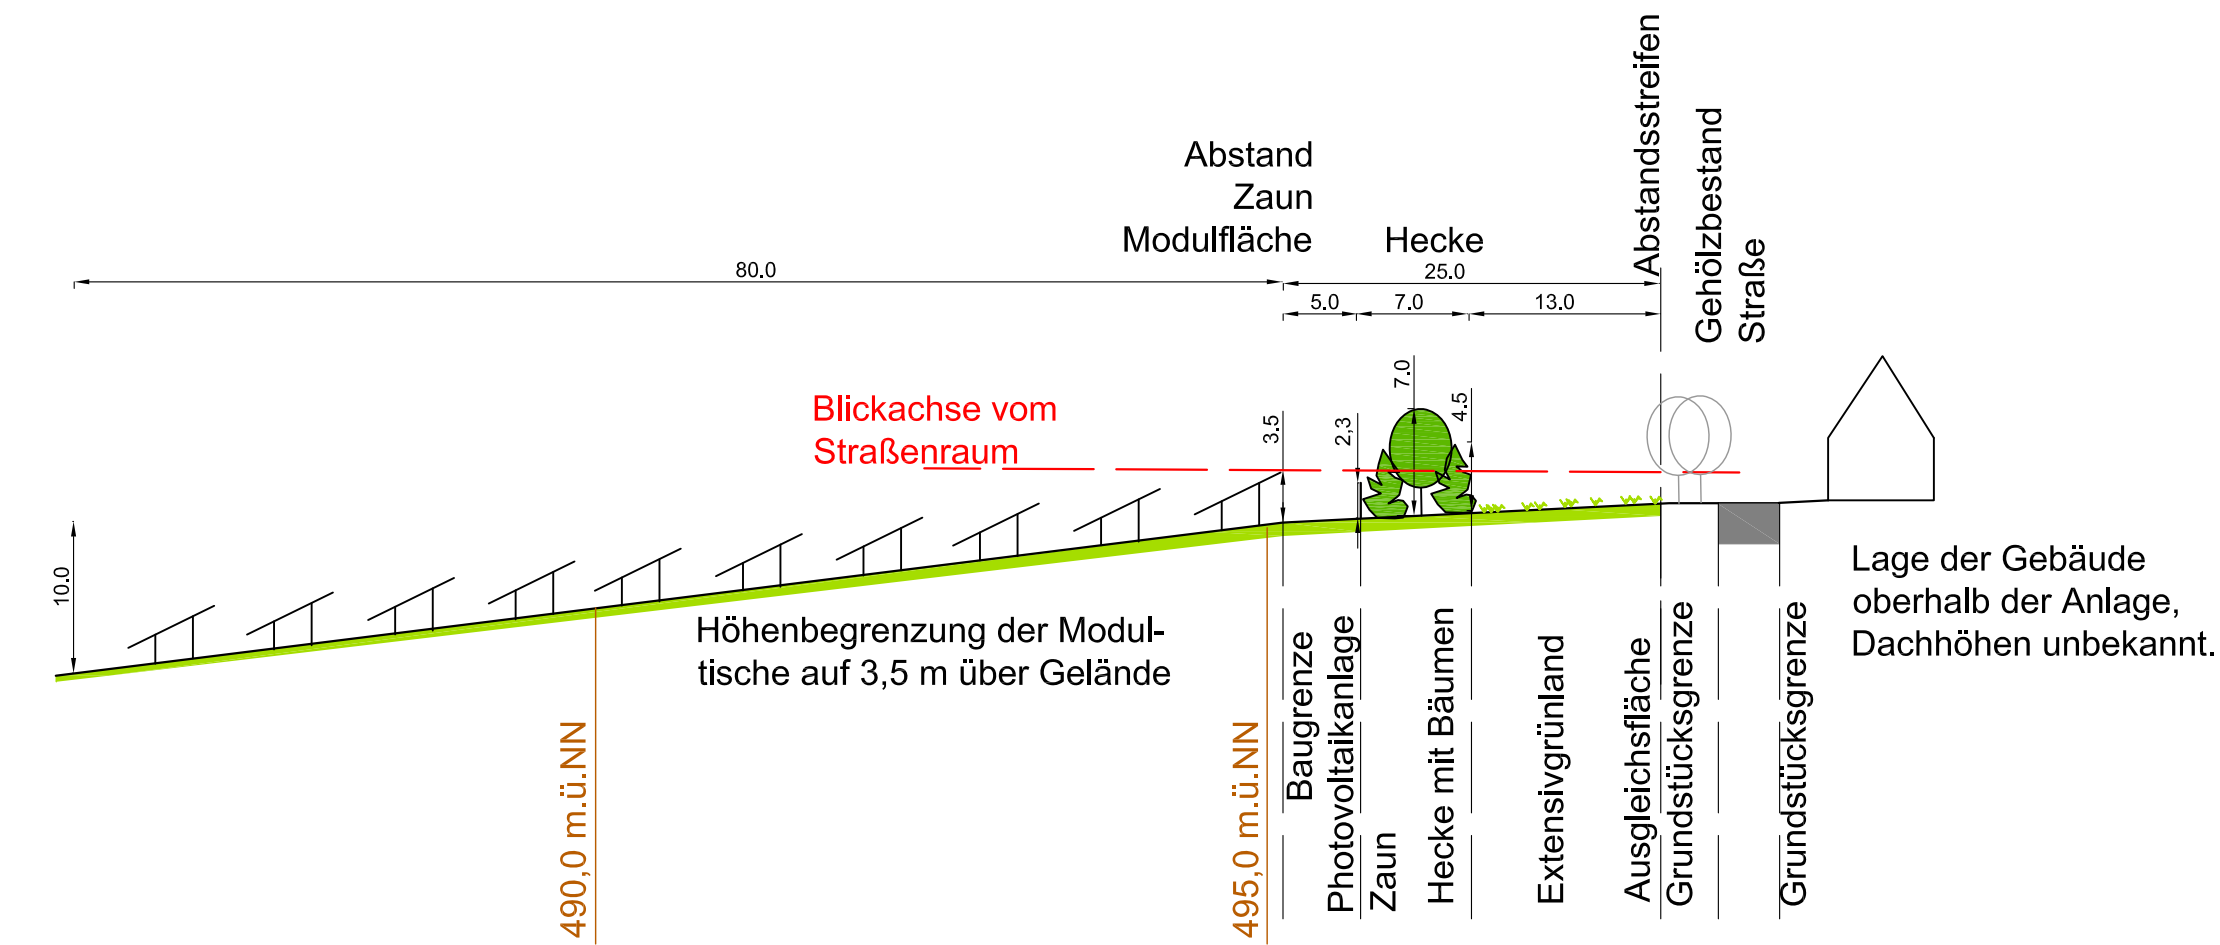 Abstandsstreifen
Gehölzbestand
Straße
Abstand
Zaun
Modulfläche
Hecke
80.0
25.0
5.0
7.0
13.0
Blickachse vom
Straßenraum
3.5
2,3
7.0
4.5
10.0
Höhenbegrenzung der Modul-
tische auf 3,5 m über Gelände
Lage der Gebäude
oberhalb der Anlage,
Dachhöhen unbekannt.
490,0 m.ü.NN
495,0 m.ü.NN
Baugrenze
Photovoltaikanlage
Zaun
Hecke mit Bäumen
Extensivgrünland
Ausgleichsfläche
Grundstücksgrenze
Grundstücksgrenze